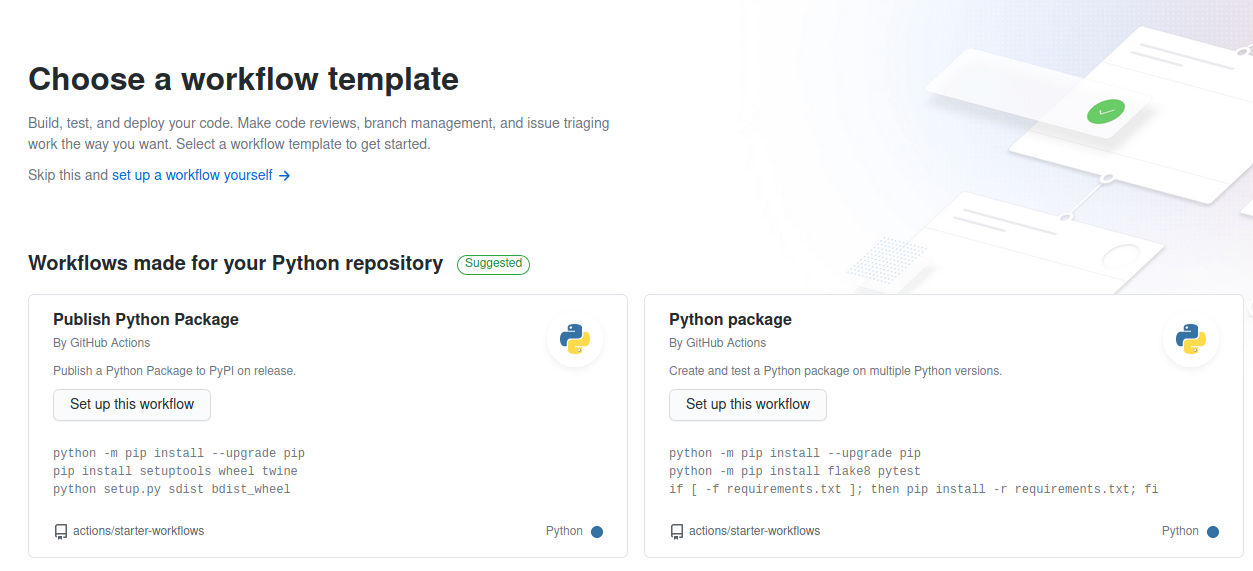 Choose a workflow template
Build, test, and deploy your code. Make code reviews, branch management, and issue triaging
work the way you want. Select a workflow template to get started.
Skip this and set up a workflow yourself →
Workflows made for your Python repository Suggested
Publish Python Package
By GitHub Actions
Publish a Python Package to PyPI on release.
Set up this workflow
python -m pip install --upgrade pip
pip install setuptools wheel twine
python setup.py sdist bdist_wheel
actions/starter-workflows Python
Python package
By GitHub Actions
Create and test a Python package on multiple Python versions.
Set up this workflow
python -m pip install --upgrade pip
python -m pip install flake8 pytest
if [ -f requirements.txt ]; then pip install -r requirements.txt; fi
actions/starter-workflows Python